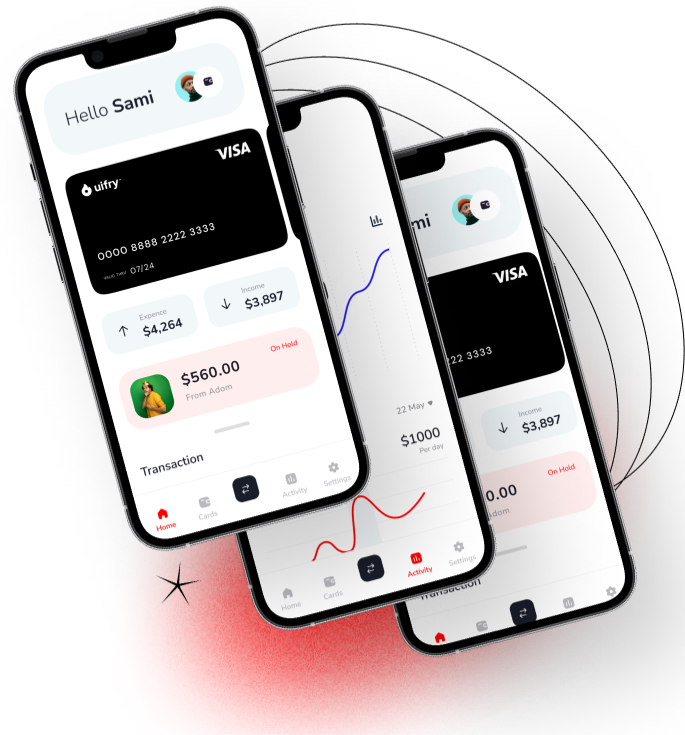 Hello Sami
VISA
uifry
0000 8888 2222 3333
VALID THRU 07/24
Expence
$4,264
Income
$3,897
On Hold
$560.00
From Adom
Transaction
Home
Cards
Activity
Settings
22 May
$1000
Per day
Home
Cards
Activity
Settings
mi
VISA
22 3333
Income
$3,897
On Hold
0.00
dom
Transaction